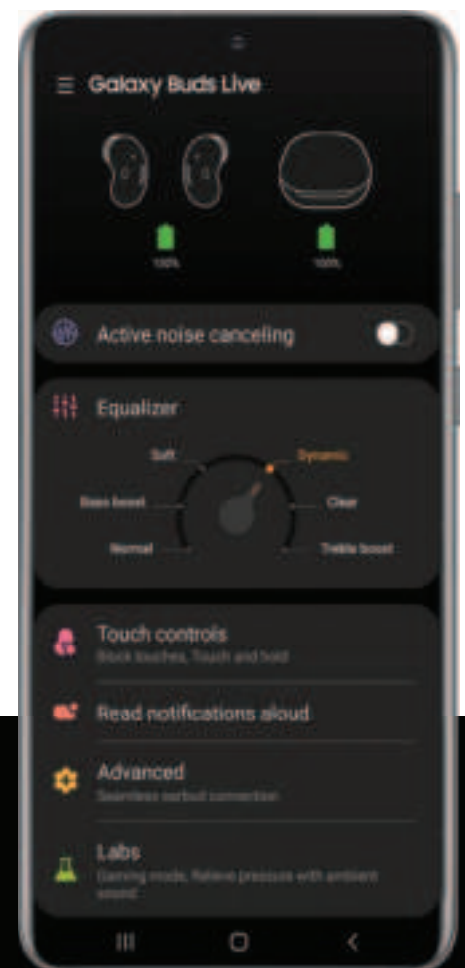 Galaxy Buds Live
100%
100%
Active noise canceling
Equalizer
Soft
Dynamic
Bass boost
Clear
Normal
Treble boost
Touch controls
Block touches, Touch and hold
Read notifications aloud
Advanced
Seamless earbud connection
Labs
Gaming mode, Relieve pressure with ambient
sound